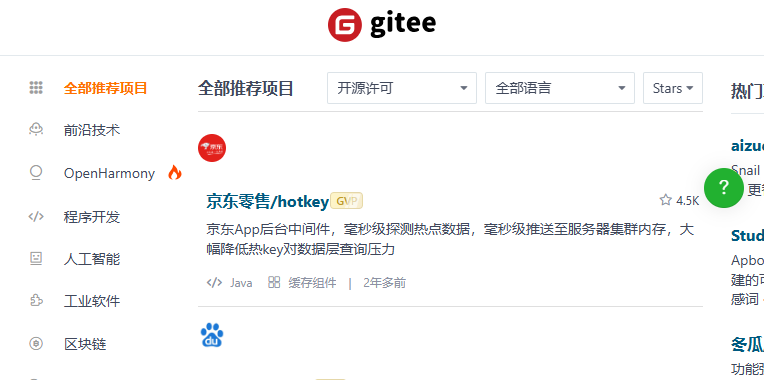 gitee
全部推荐项目
前沿技术
OpenHarmony
程序开发
人工智能
工业软件
区块链
全部推荐项目
开源许可
全部语言
Stars
京东
京东零售/hotkey GVP
4.5K
京东App后台中间件，毫秒级探测热点数据，毫秒级推送至服务器集群内存，大
幅降低热key对数据层查询压力
Java 缓存组件 | 2年多前
du
热门
aizuo
Snail
更
?
Stud
Apbo
建的可
感词
冬瓜
功能强